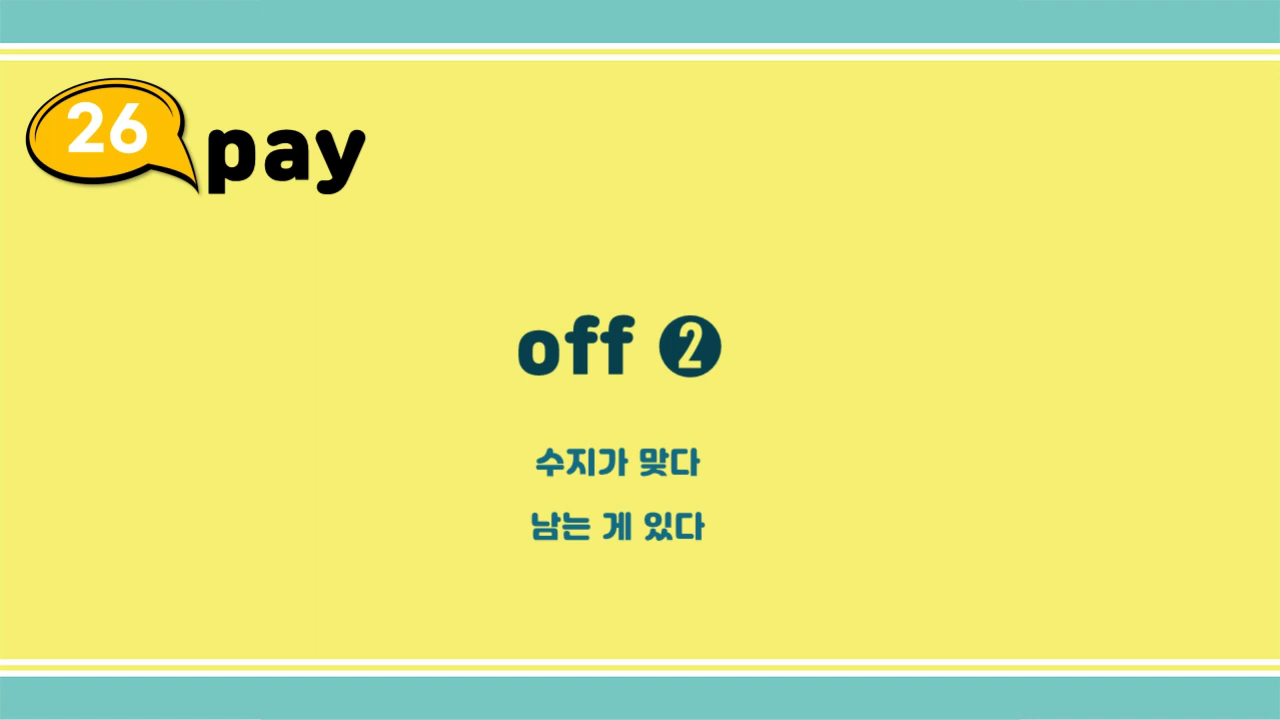 26 pay
off ❷
수지가 맞다
남는 게 있다